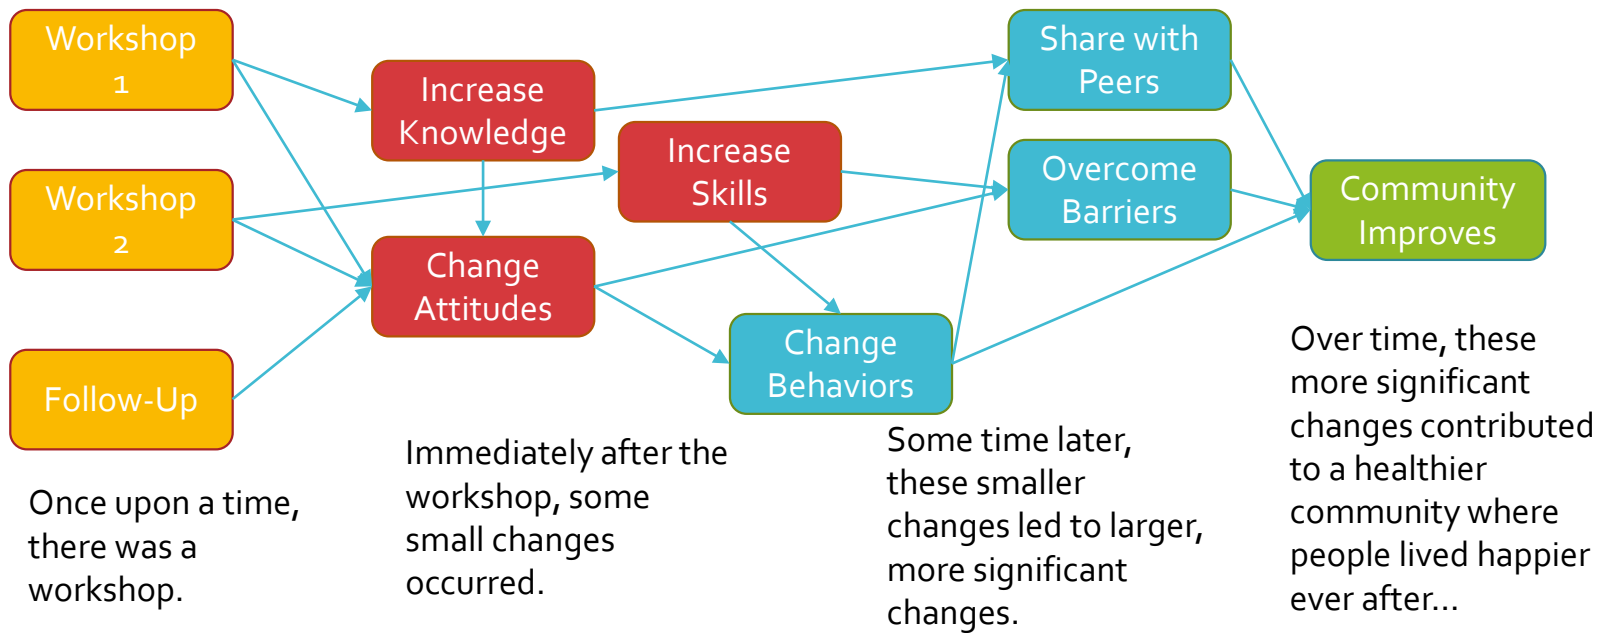 Workshop
1
Workshop
2
Follow-Up
Increase
Knowledge
Increase
Skills
Change
Attitudes
Change
Behaviors
Share with
Peers
Overcome
Barriers
Community
Improves
Once upon a time,
there was a
workshop.
Immediately after the
workshop, some
small changes
occurred.
Some time later,
these smaller
changes led to larger,
more significant
changes.
Over time, these
more significant
changes contributed
to a healthier
community where
people lived happier
ever after...